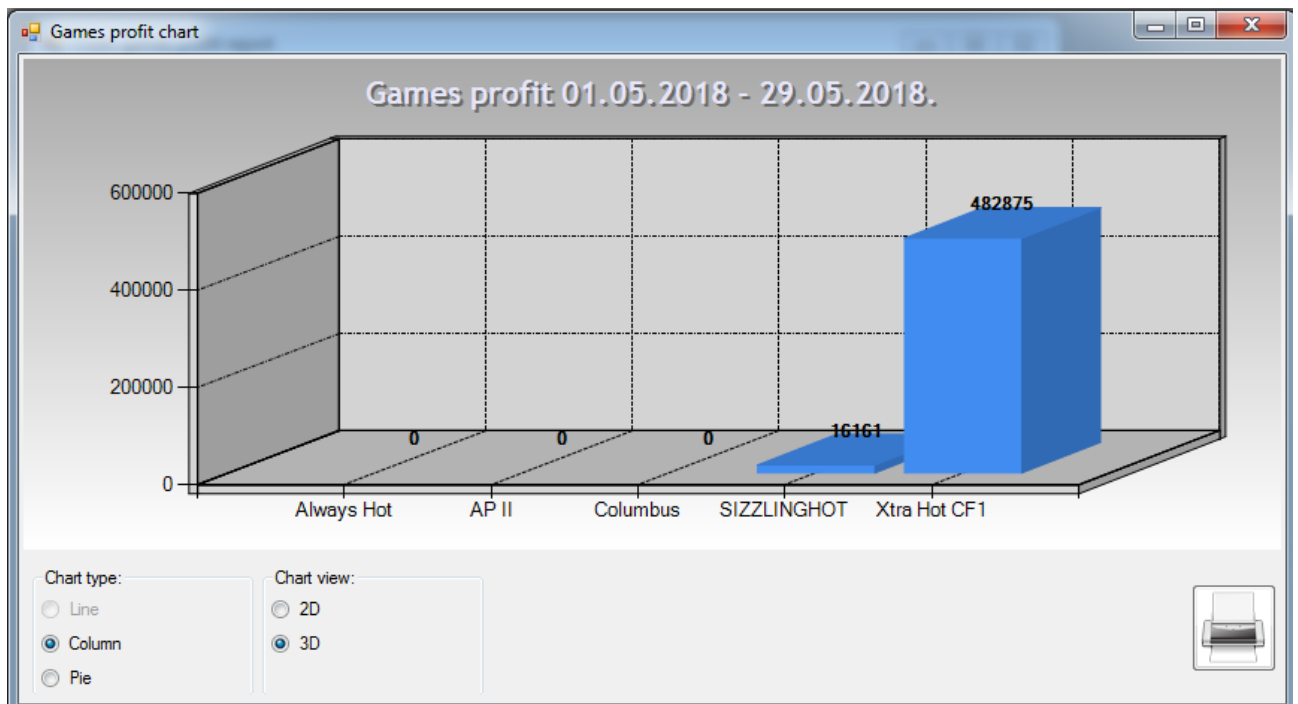 Games profit chart
Games profit 01.05.2018 - 29.05.2018.
600000
400000
200000
0
0
0
0
16161
482875
Always Hot
AP II
Columbus
SIZZLINGHOT
Xtra Hot CF1
Chart type:
Line
Column
Pie
Chart view:
2D
3D